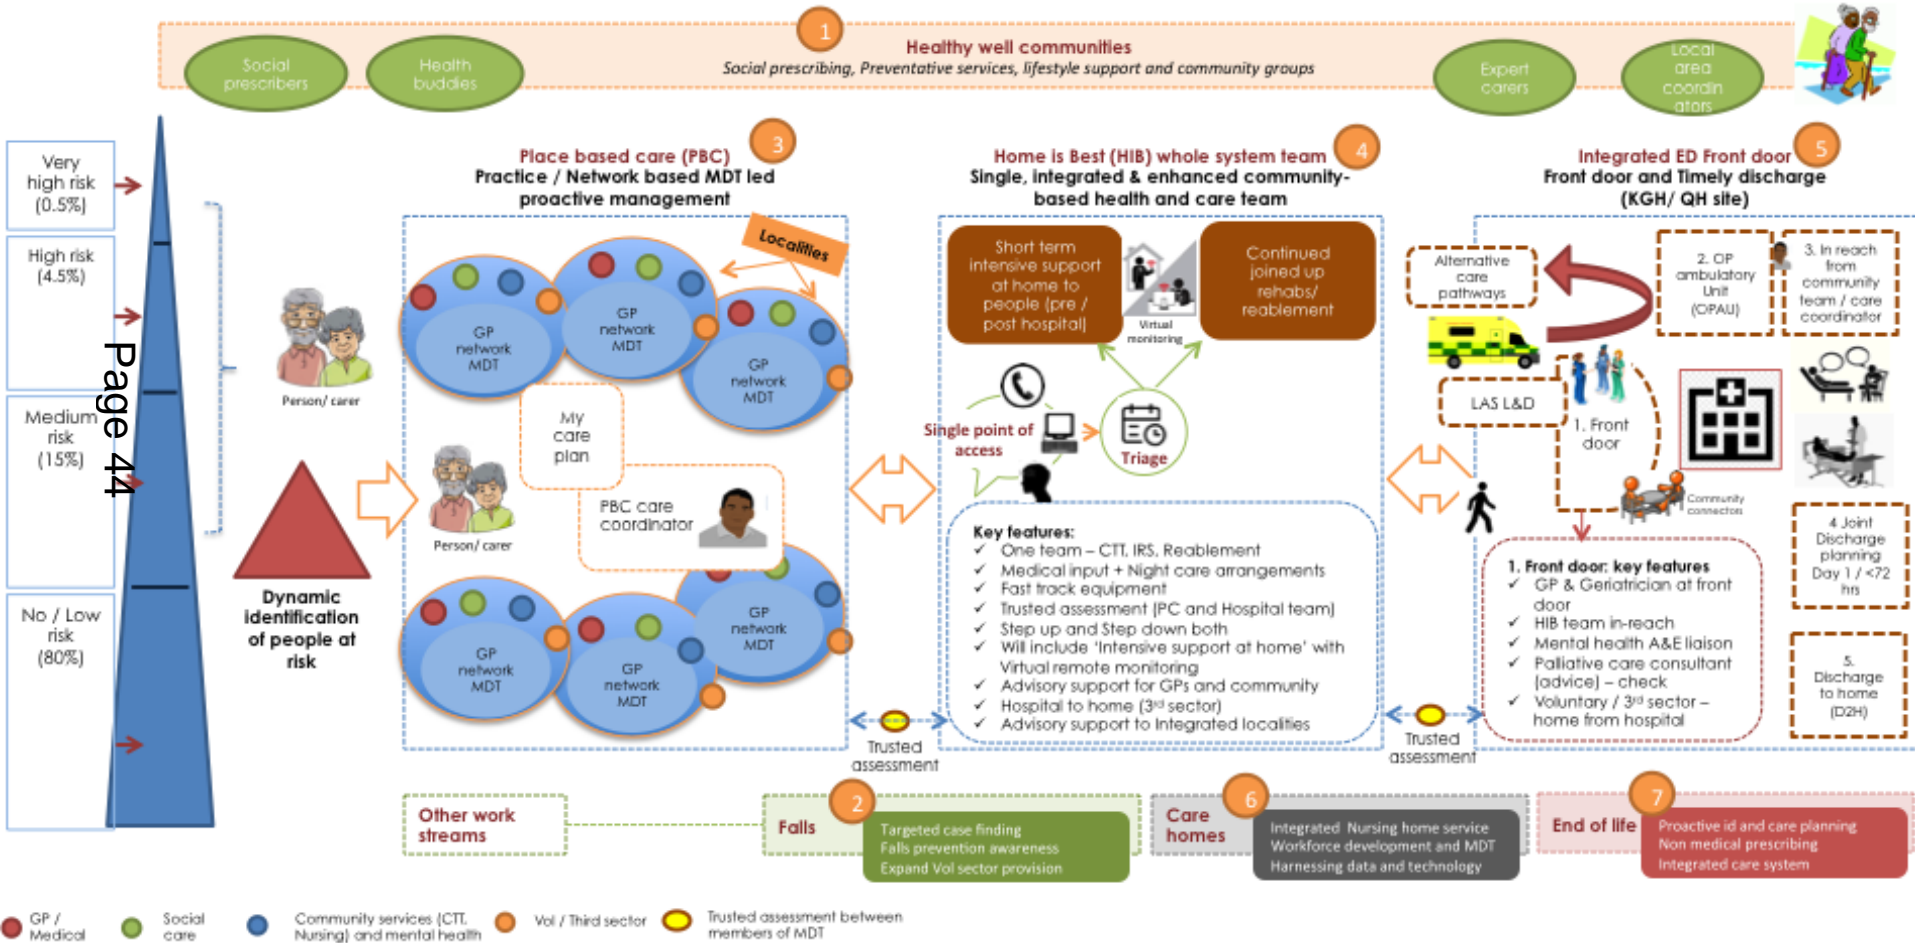 1
Healthy well communities
Social prescribing, Preventative services, lifestyle support and community groups
Social
prescribers
Health
buddies
Expert
carers
Local
area
coordin
ators
Very
high risk
(0.5%)
High risk
(4.5%)
Medium
risk
(15%)
No / Low
risk
(80%)
Page 44
Person/ carer
Dynamic
identification
of people at
risk
3
Place based care (PBC)
Practice / Network based MDT led
proactive management
Localities
GP
network
MDT
GP
network
MDT
GP
network
MDT
My
care
plan
PBC care
coordinator
Person/ carer
GP
network
MDT
GP
network
MDT
GP
network
MDT
4
Home is Best (HIB) whole system team
Single, integrated & enhanced community-
based health and care team
Short term
intensive support
at home to
people (pre /
post hospital)
Virtual
monitoring
Continued
joined up
rehabs/
reablement
Single point of
access
Triage
Key features:
✓ One team – CTT, IRS, Reablement
✓ Medical input + Night care arrangements
✓ Fast track equipment
✓ Trusted assessment (PC and Hospital team)
✓ Step up and Step down both
✓ Will include ‘Intensive support at home’ with
Virtual remote monitoring
✓ Advisory support for GPs and community
✓ Hospital to home (3rd sector)
✓ Advisory support to Integrated localities
Trusted
assessment
Trusted
assessment
5
Integrated ED Front door
Front door and Timely discharge
(KGH/ QH site)
Alternative
care
pathways
2. OP
ambulatory
Unit
(OPAU)
3. In reach
from
community
team / care
coordinator
LAS L&D
1. Front
door
Community
connectors
1. Front door: key features
✓ GP & Geriatrician at front
door
✓ HIB team in-reach
✓ Mental health A&E liaison
✓ Palliative care consultant
(advice) – check
✓ Voluntary / 3rd sector –
home from hospital
4 Joint
Discharge
planning
Day 1 / <72
hrs
5.
Discharge
to home
(D2H)
Other work
streams
2
Falls
Targeted case finding
Falls prevention awareness
Expand Vol sector provision
6
Care
homes
Integrated Nursing home service
Workforce development and MDT
Harnessing data and technology
7
End of life
Proactive id and care planning
Non medical prescribing
Integrated care system
GP /
Medical
Social
care
Community services (CTT,
Nursing) and mental health
Vol / Third sector
Trusted assessment between
members of MDT